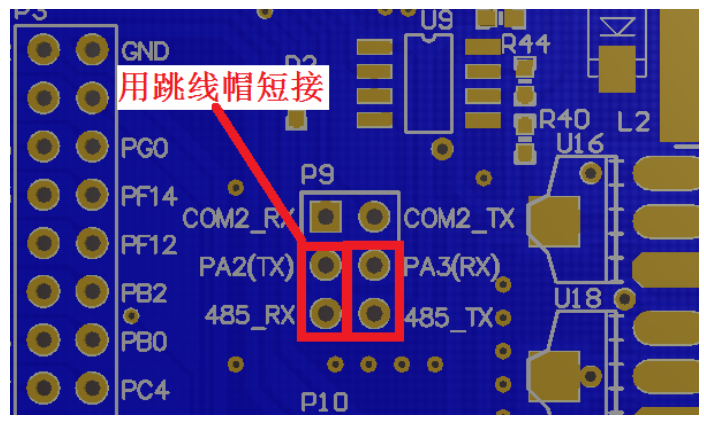 P3
U9
GND
R44
用跳线帽短接
R40
L2
PG0
U16
P9
PF14
COM2_RX
COM2_TX
PF12
PA2(TX)
PA3(RX)
PB2
U18
485_RX
485_TX
PB0
PC4
P10